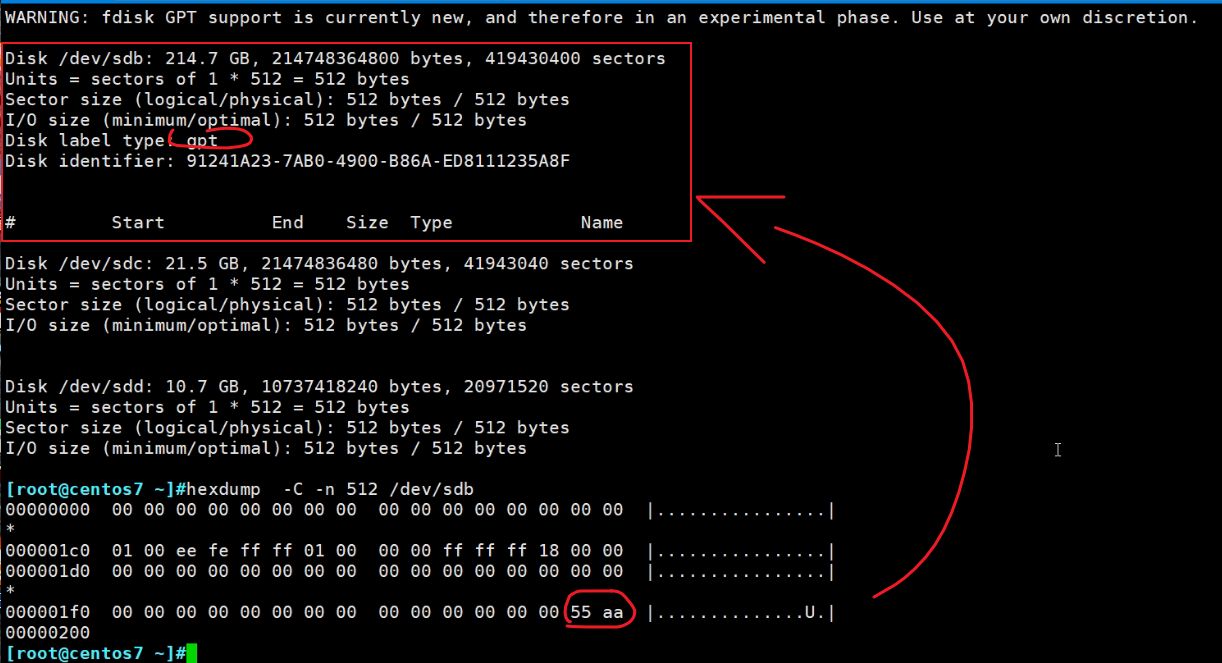 WARNING: fdisk GPT support is currently new, and therefore in an experimental phase. Use at your own discretion.
Disk /dev/sdb: 214.7 GB, 214748364800 bytes, 419430400 sectors
Units = sectors of 1 * 512 = 512 bytes
Sector size (logical/physical): 512 bytes / 512 bytes
I/O size (minimum/optimal): 512 bytes / 512 bytes
Disk label type: gpt
Disk identifier: 91241A23-7AB0-4900-B86A-ED8111235A8F
#         Start          End    Size  Type            Name
Disk /dev/sdc: 21.5 GB, 21474836480 bytes, 41943040 sectors
Units = sectors of 1 * 512 = 512 bytes
Sector size (logical/physical): 512 bytes / 512 bytes
I/O size (minimum/optimal): 512 bytes / 512 bytes
Disk /dev/sdd: 10.7 GB, 10737418240 bytes, 20971520 sectors
Units = sectors of 1 * 512 = 512 bytes
Sector size (logical/physical): 512 bytes / 512 bytes
I/O size (minimum/optimal): 512 bytes / 512 bytes
[root@centos7 ~]#hexdump  -C -n 512 /dev/sdb
00000000  00 00 00 00 00 00 00 00  00 00 00 00 00 00 00 00  |................|
*
000001c0  01 00 ee fe ff ff 01 00  00 00 ff ff ff 18 00 00  |................|
000001d0  00 00 00 00 00 00 00 00  00 00 00 00 00 00 00 00  |................|
*
000001f0  00 00 00 00 00 00 00 00  00 00 00 00 00 00 55 aa  |..............U.|
00000200
[root@centos7 ~]#